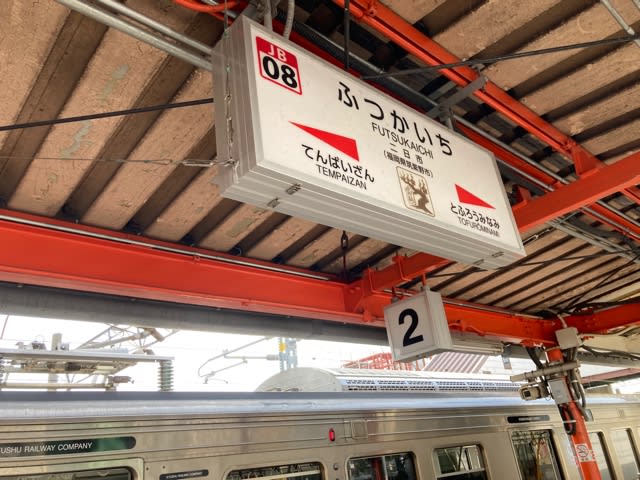 JB
08
ふつかいち
FUTSUKAICHI
二日市
(福岡県筑紫野市)
てんぱいざん
TEMPAIZAN
とふろうみなみ
TOFUROMINAMI
2
USHU RAILWAY COMPANY